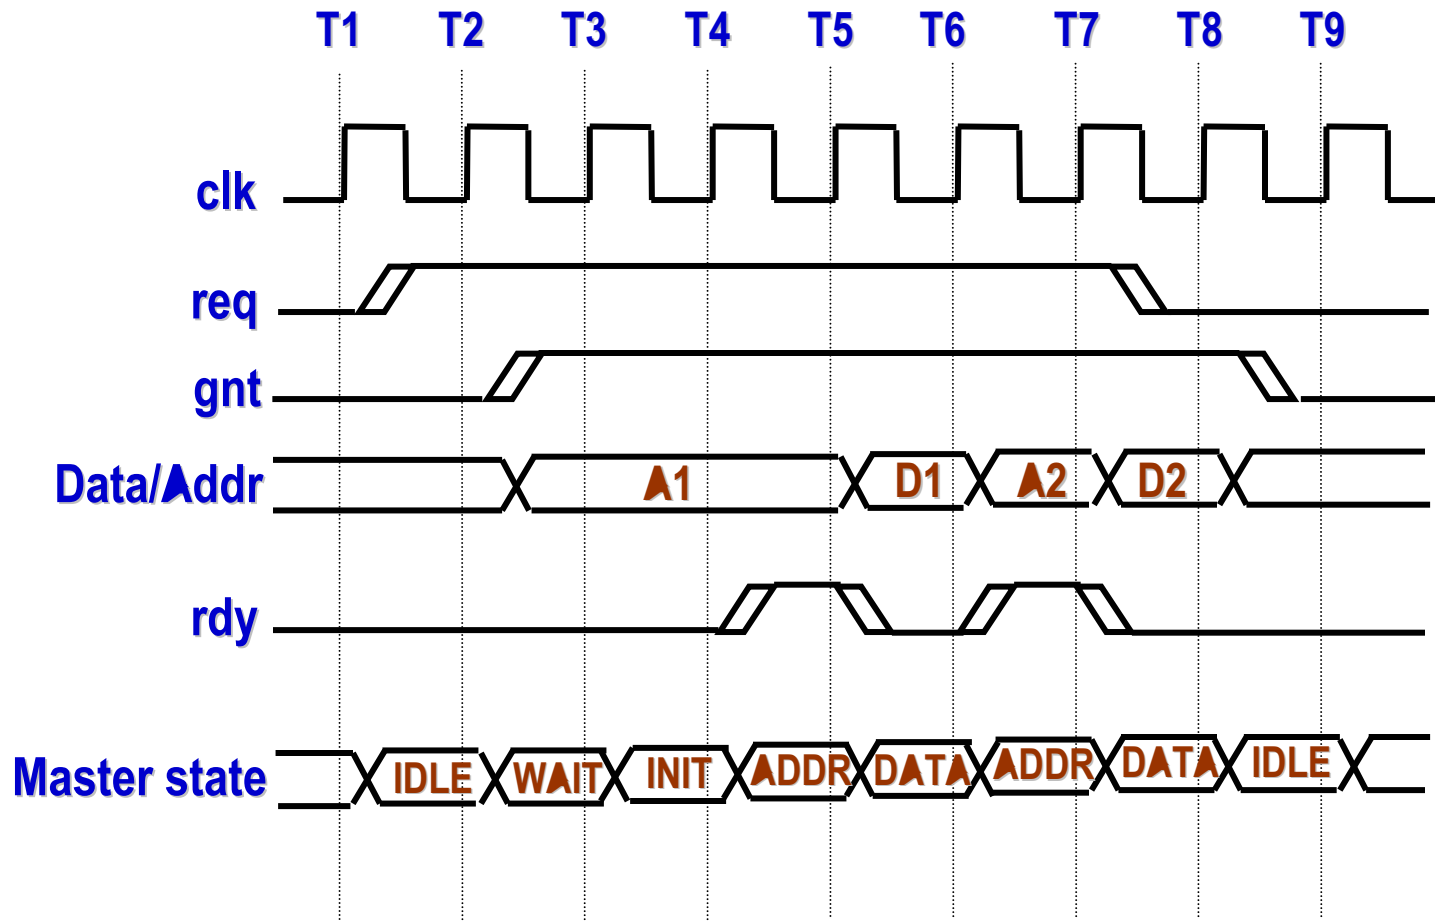 T1 T2 T3 T4 T5 T6 T7 T8 T9
clk
req
gnt
Data/Addr A1 D1 A2 D2
rdy
Master state IDLE WAIT INIT ADDR DATA ADDR DATA IDLE